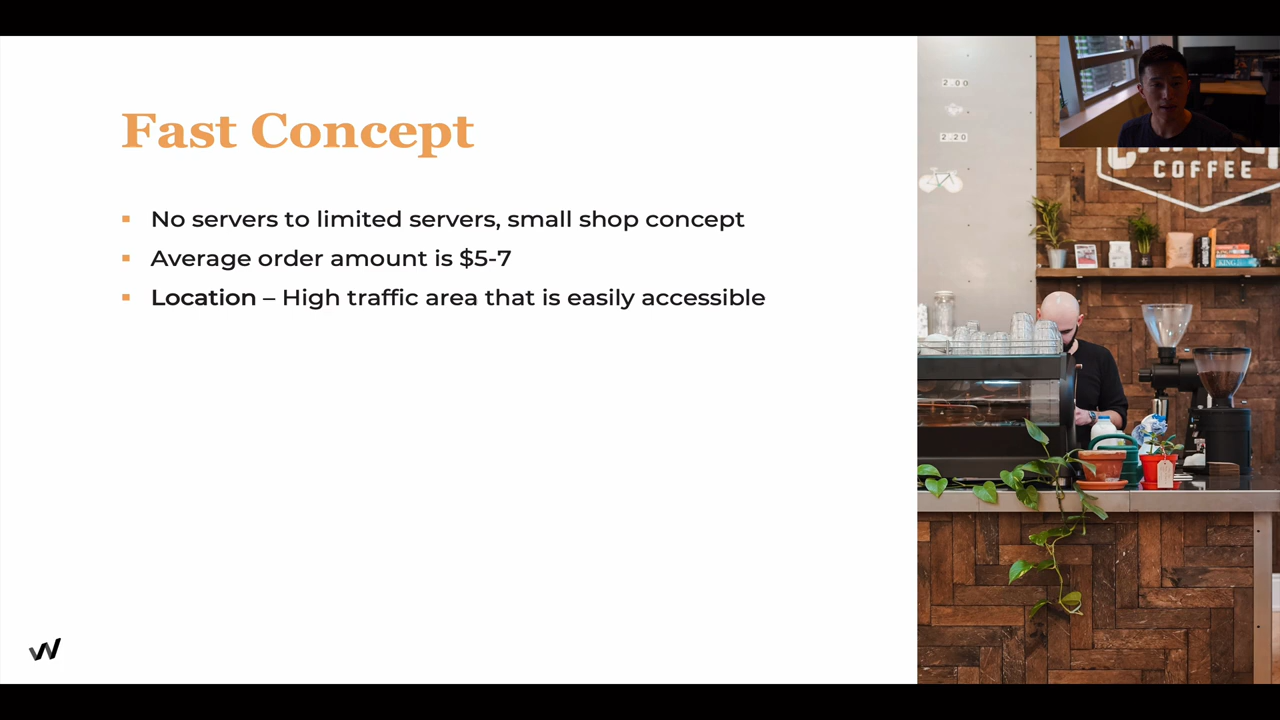 Fast Concept
No servers to limited servers, small shop concept
Average order amount is $5-7
Location – High traffic area that is easily accessible
2.00
2.20
COFFEE
KING